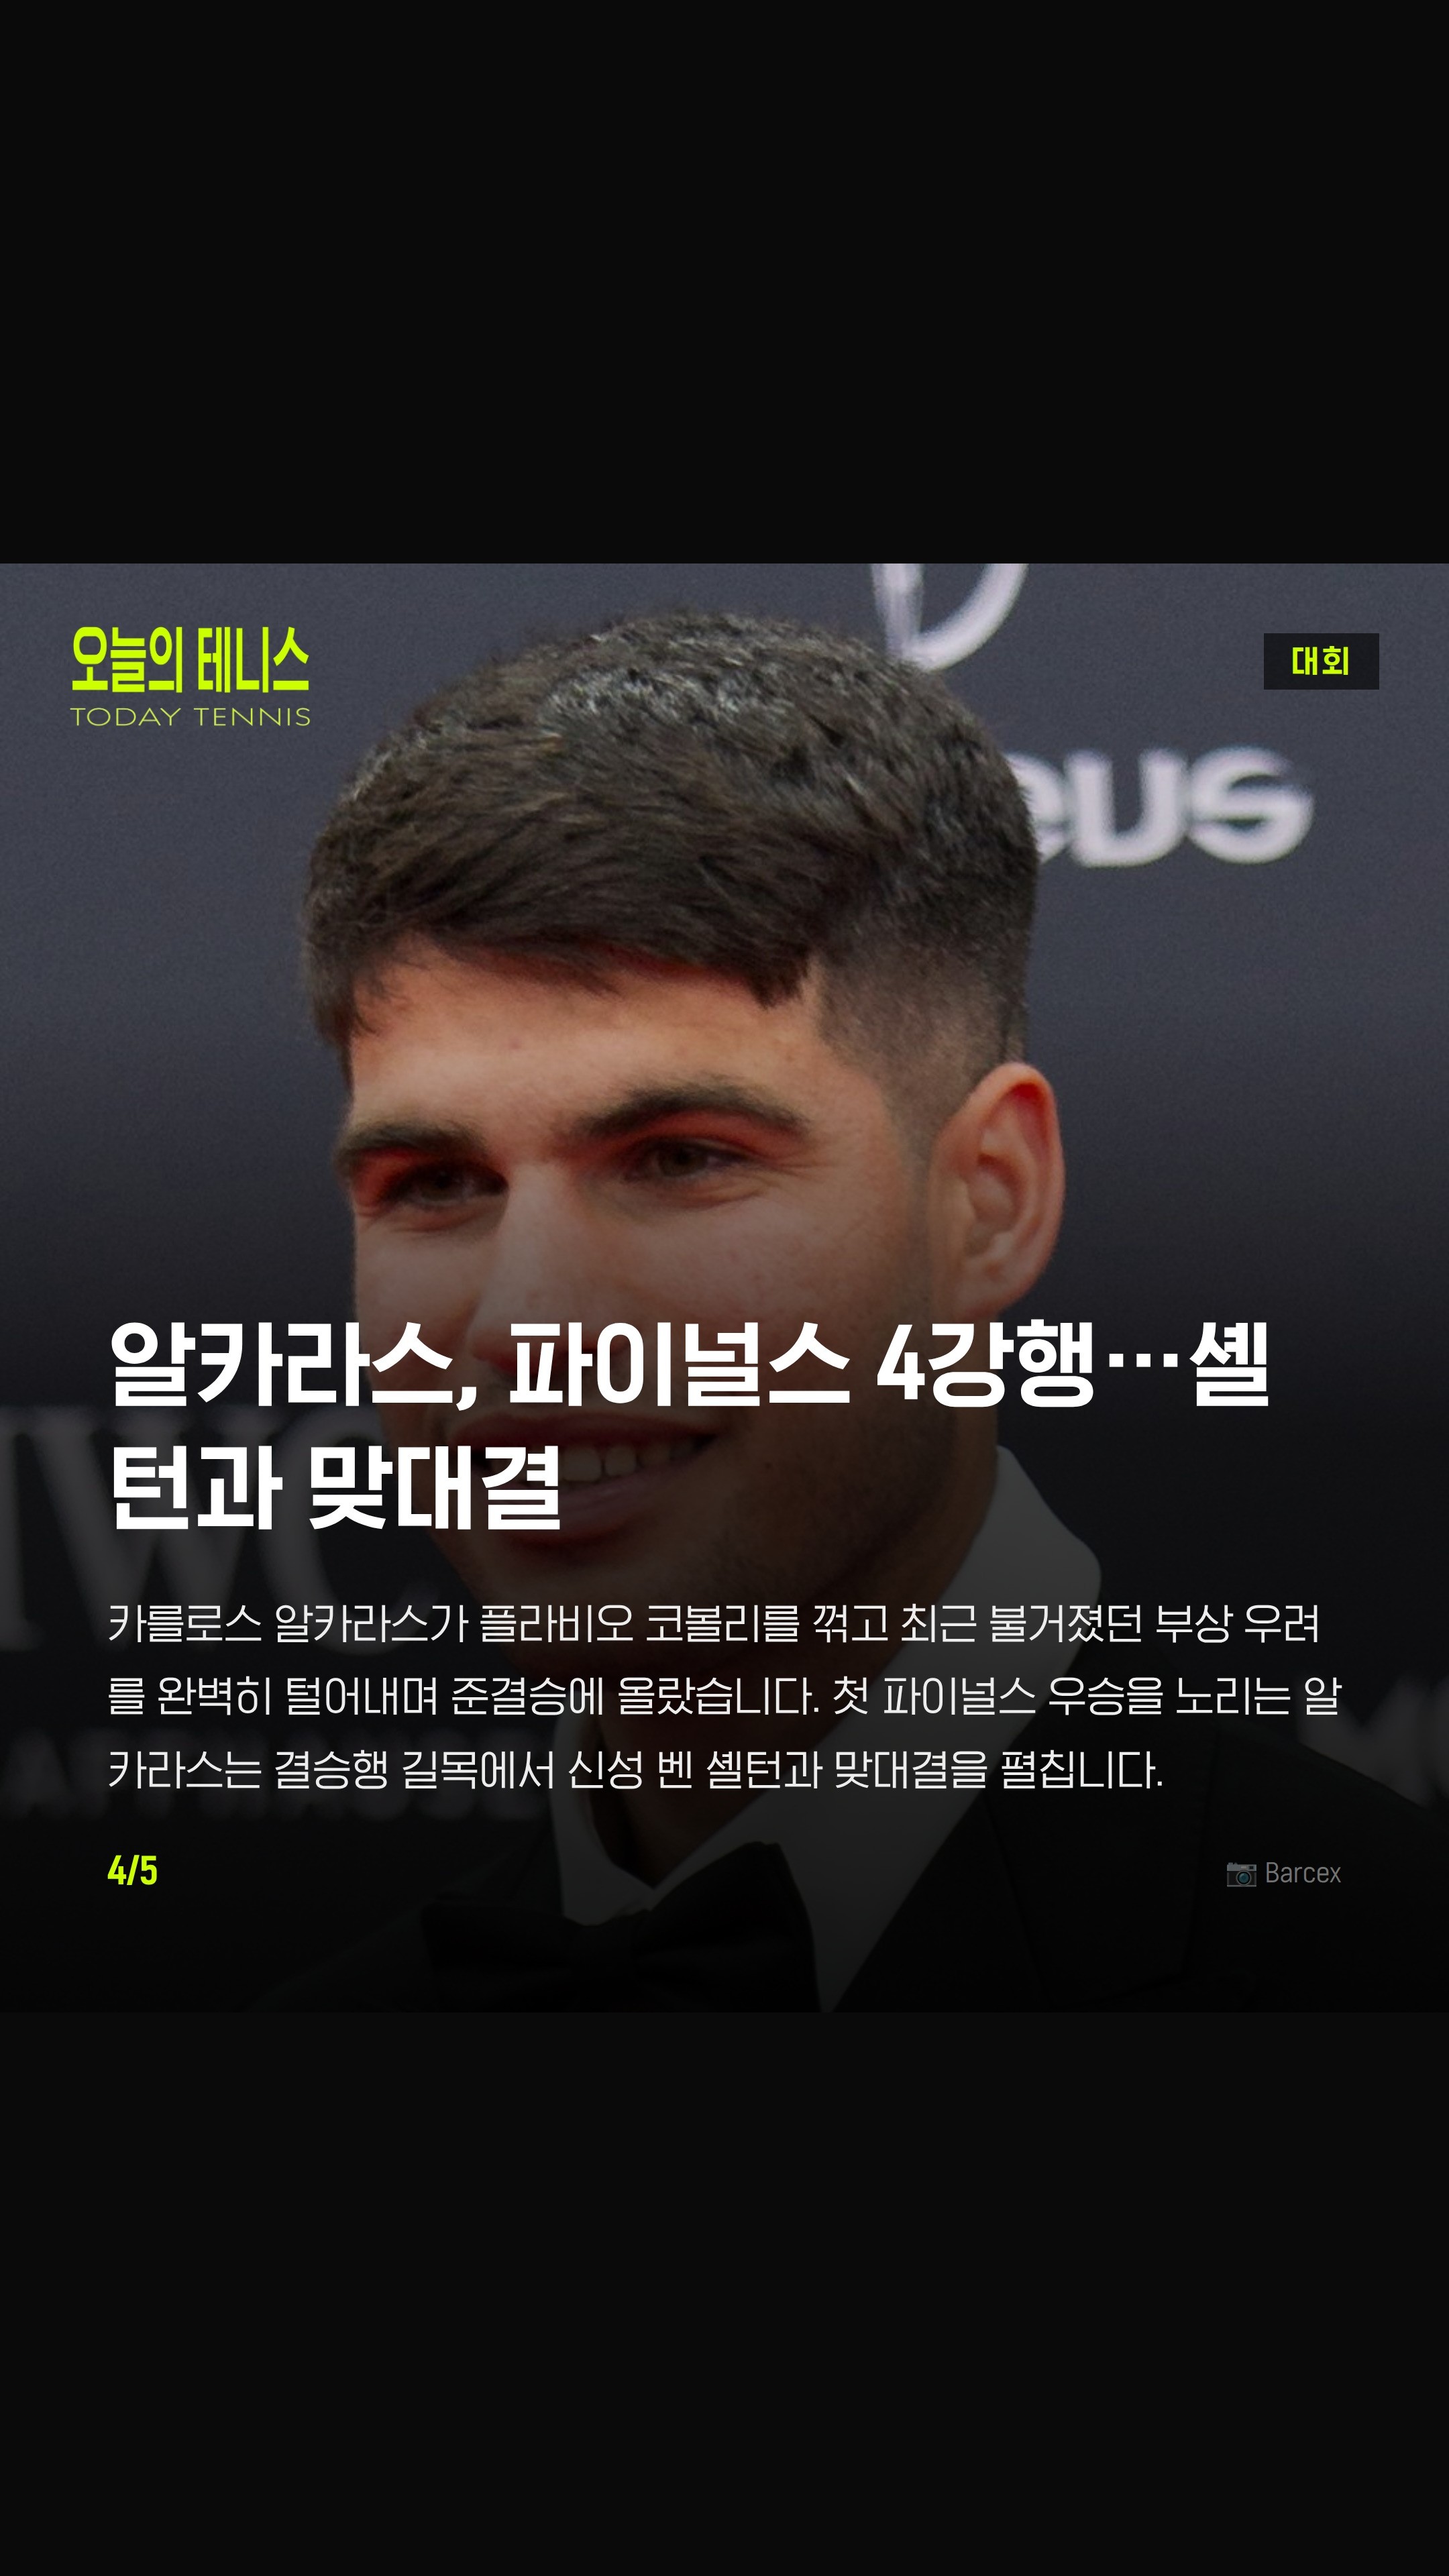 오늘의 테니스
TODAY TENNIS
대회
eus
알카라스, 파이널스 4강행…셸
턴과 맞대결
IWC
카를로스 알카라스가 플라비오 코볼리를 꺾고 최근 불거졌던 부상 우려
를 완벽히 털어내며 준결승에 올랐습니다. 첫 파이널스 우승을 노리는 알
카라스는 결승행 길목에서 신성 벤 셸턴과 맞대결을 펼칩니다.
4/5
Barcex